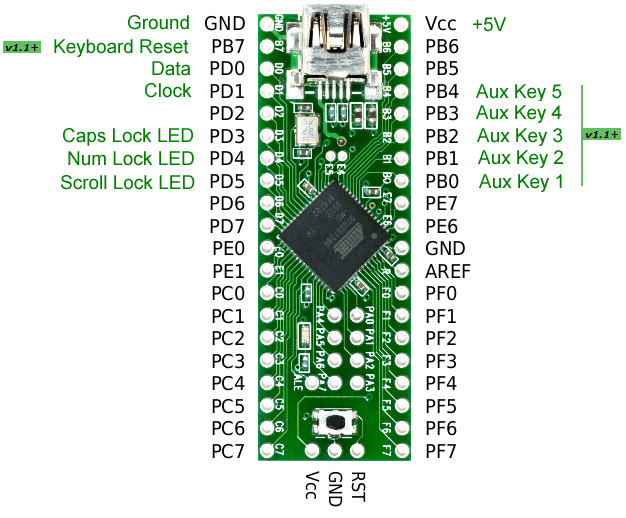 Ground GND Vcc +5V
v1.1+ Keyboard Reset PB7 PB6
Data PD0 PB5
Clock PD1 PB4 Aux Key 5
PD2 PB3 Aux Key 4
Caps Lock LED PD3 PB2 Aux Key 3 v1.1+
Num Lock LED PD4 PB1 Aux Key 2
Scroll Lock LED PD5 PB0 Aux Key 1
PD6 PE7
PD7 PE6
PE0 GND
PE1 AREF
PC0 PF0
PC1 PF1
PC2 PF2
PC3 PF3
PC4 PF4
PC5 PF5
PC6 PF6
PC7 PF7
Vcc GND RST
GND +5V
B7 B6
D0 B5
D1 B4
D2 B3
D3 B2
D4 B1
D5 B0
D6 E7
D7 E6
E0
E1 R
C0 F0
C1 F1
C2 F2
C3 F3
C4 F4
C5 F5
C6 F6
C7 F7
E5 E4
ATMEL
PA4 PA0
PA5 PA1
PA6 PA2
PA7 PA3
ALE